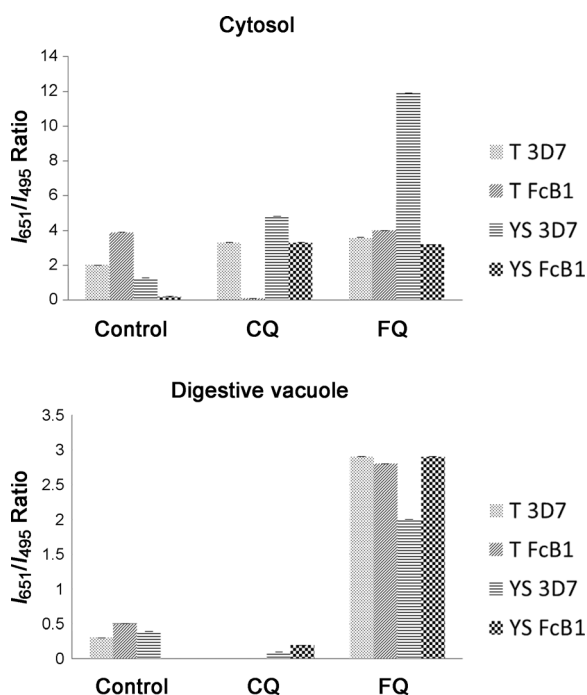 Cytosol
14
12
10
8
6
4
2
0
I651/I495 Ratio
Control CQ FQ
T 3D7
T FcB1
YS 3D7
YS FcB1
Digestive vacuole
3.5
3
2.5
2
1.5
1
0.5
0
I651/I495 Ratio
Control CQ FQ
T 3D7
T FcB1
YS 3D7
YS FcB1